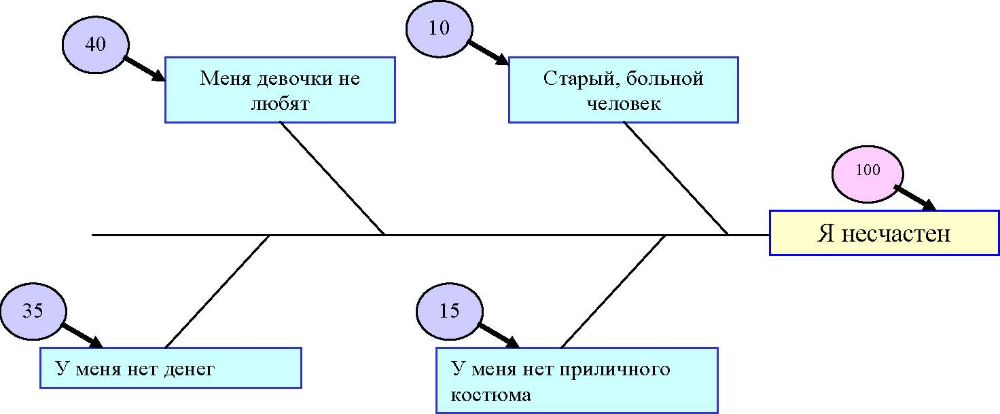 40
Меня девочки не
любят
10
Старый, больной
человек
100
Я несчастен
35
У меня нет денег
15
У меня нет приличного
костюма